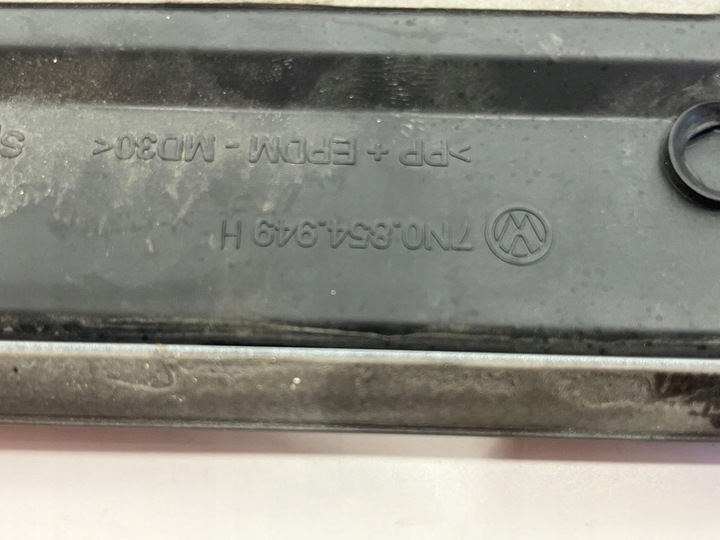 7N0.854.949 H
>PP + EPDM - MD30<